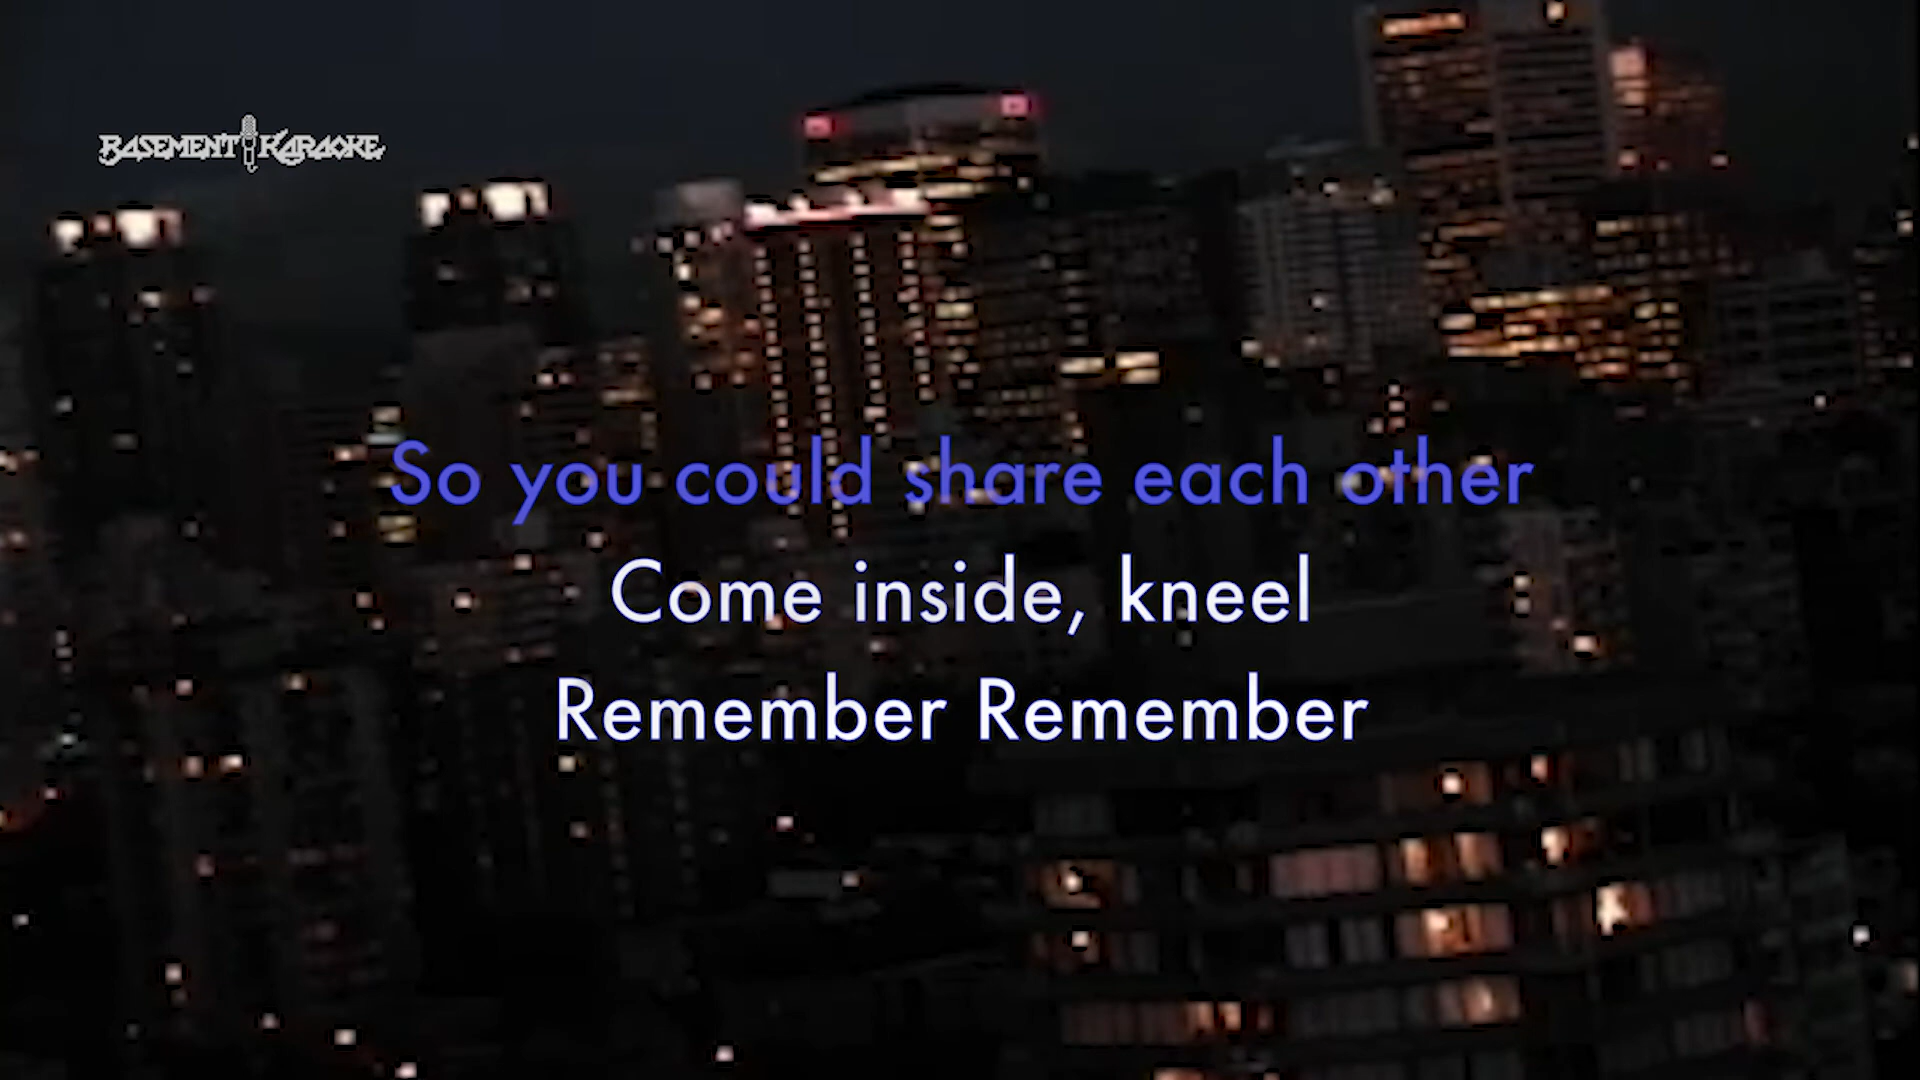 BASEMENT KARAOKE
So you could share each other
Come inside, kneel
Remember Remember